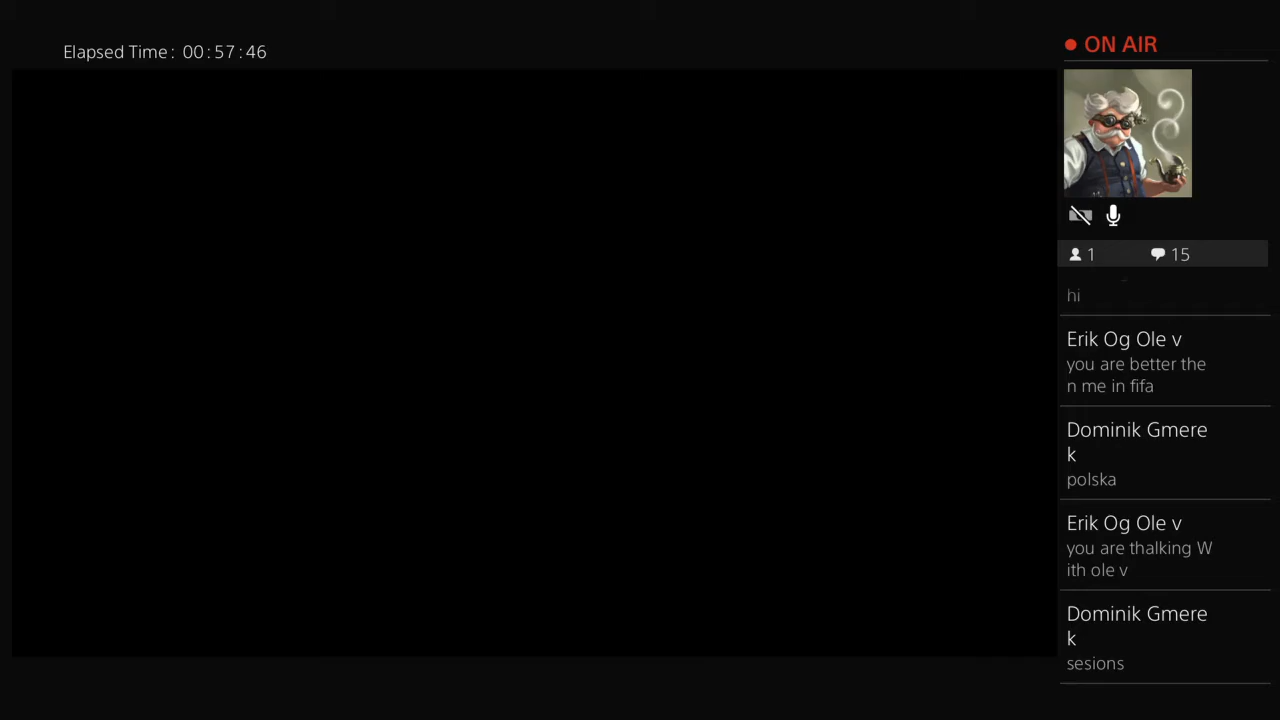 Elapsed Time: 00:57:46
ON AIR
1 15
hi
Erik Og Ole v
you are better the
n me in fifa
Dominik Gmere
k
polska
Erik Og Ole v
you are thalking W
ith ole v
Dominik Gmere
k
sesions